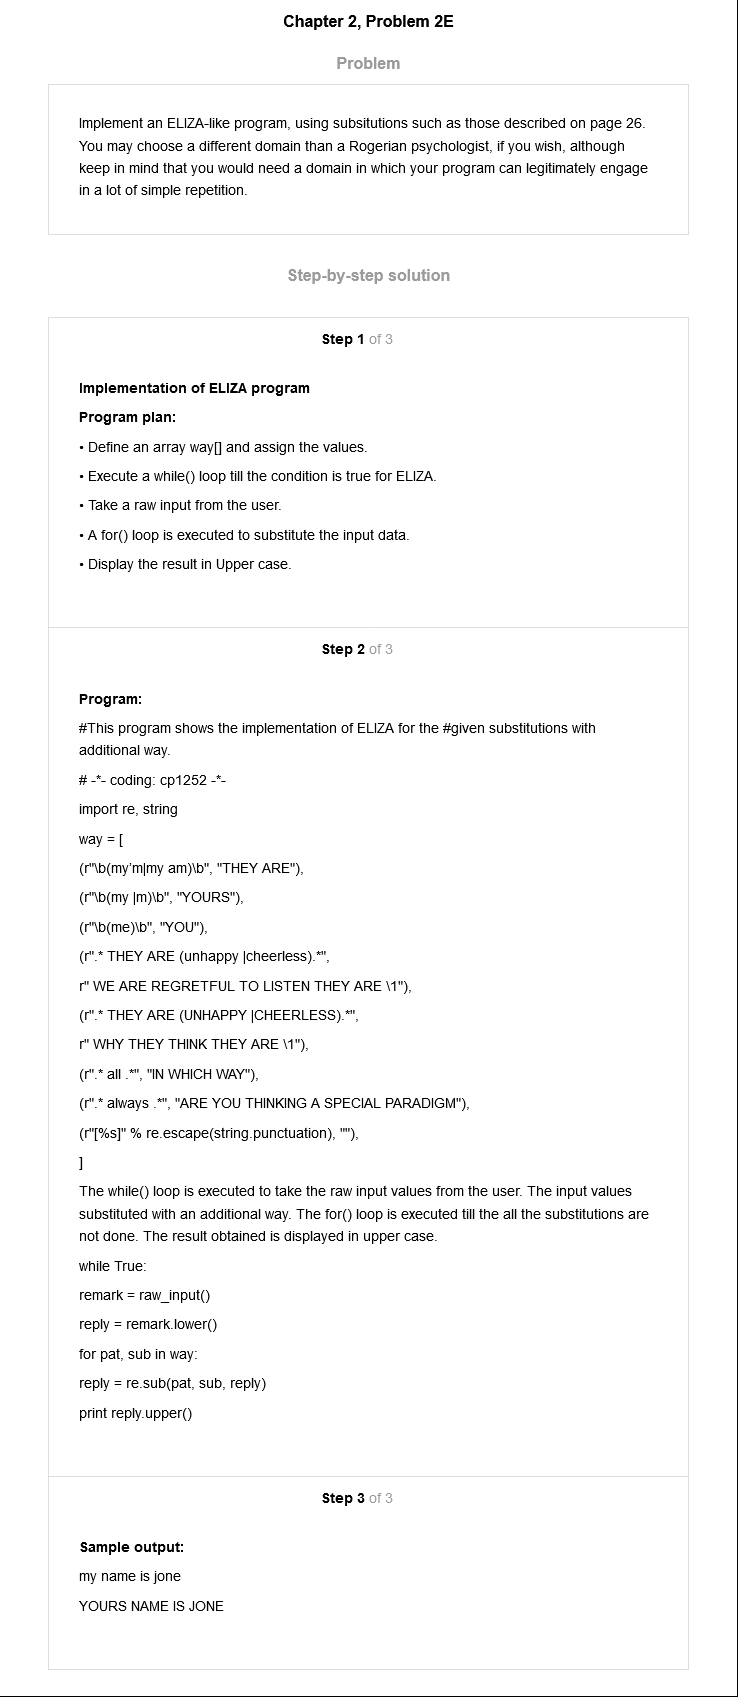 Chapter 2, Problem 2E
Problem
Implement an ELIZA-like program, using subsitutions such as those described on page 26.
You may choose a different domain than a Rogerian psychologist, if you wish, although
keep in mind that you would need a domain in which your program can legitimately engage
in a lot of simple repetition.
Step-by-step solution
Step 1 of 3
Implementation of ELIZA program
Program plan:
• Define an array way[] and assign the values.
• Execute a while() loop till the condition is true for ELIZA.
• Take a raw input from the user.
• A for() loop is executed to substitute the input data.
• Display the result in Upper case.
Step 2 of 3
Program:
#This program shows the implementation of ELIZA for the #given substitutions with
additional way.
# -*- coding: cp1252 -*-
import re, string
way = [
(r"\b(my’m|my am)\b", "THEY ARE"),
(r"\b(my |m)\b", "YOURS"),
(r"\b(me)\b", "YOU"),
(r".* THEY ARE (unhappy |cheerless).*",
r" WE ARE REGRETFUL TO LISTEN THEY ARE \1"),
(r".* THEY ARE (UNHAPPY |CHEERLESS).*",
r" WHY THEY THINK THEY ARE \1"),
(r".* all .*", "IN WHICH WAY"),
(r".* always .*", "ARE YOU THINKING A SPECIAL PARADIGM"),
(r"[%s]" % re.escape(string.punctuation), ""),
]
The while() loop is executed to take the raw input values from the user. The input values
substituted with an additional way. The for() loop is executed till the all the substitutions are
not done. The result obtained is displayed in upper case.
while True:
remark = raw_input()
reply = remark.lower()
for pat, sub in way:
reply = re.sub(pat, sub, reply)
print reply.upper()
Step 3 of 3
Sample output:
my name is jone
YOURS NAME IS JONE